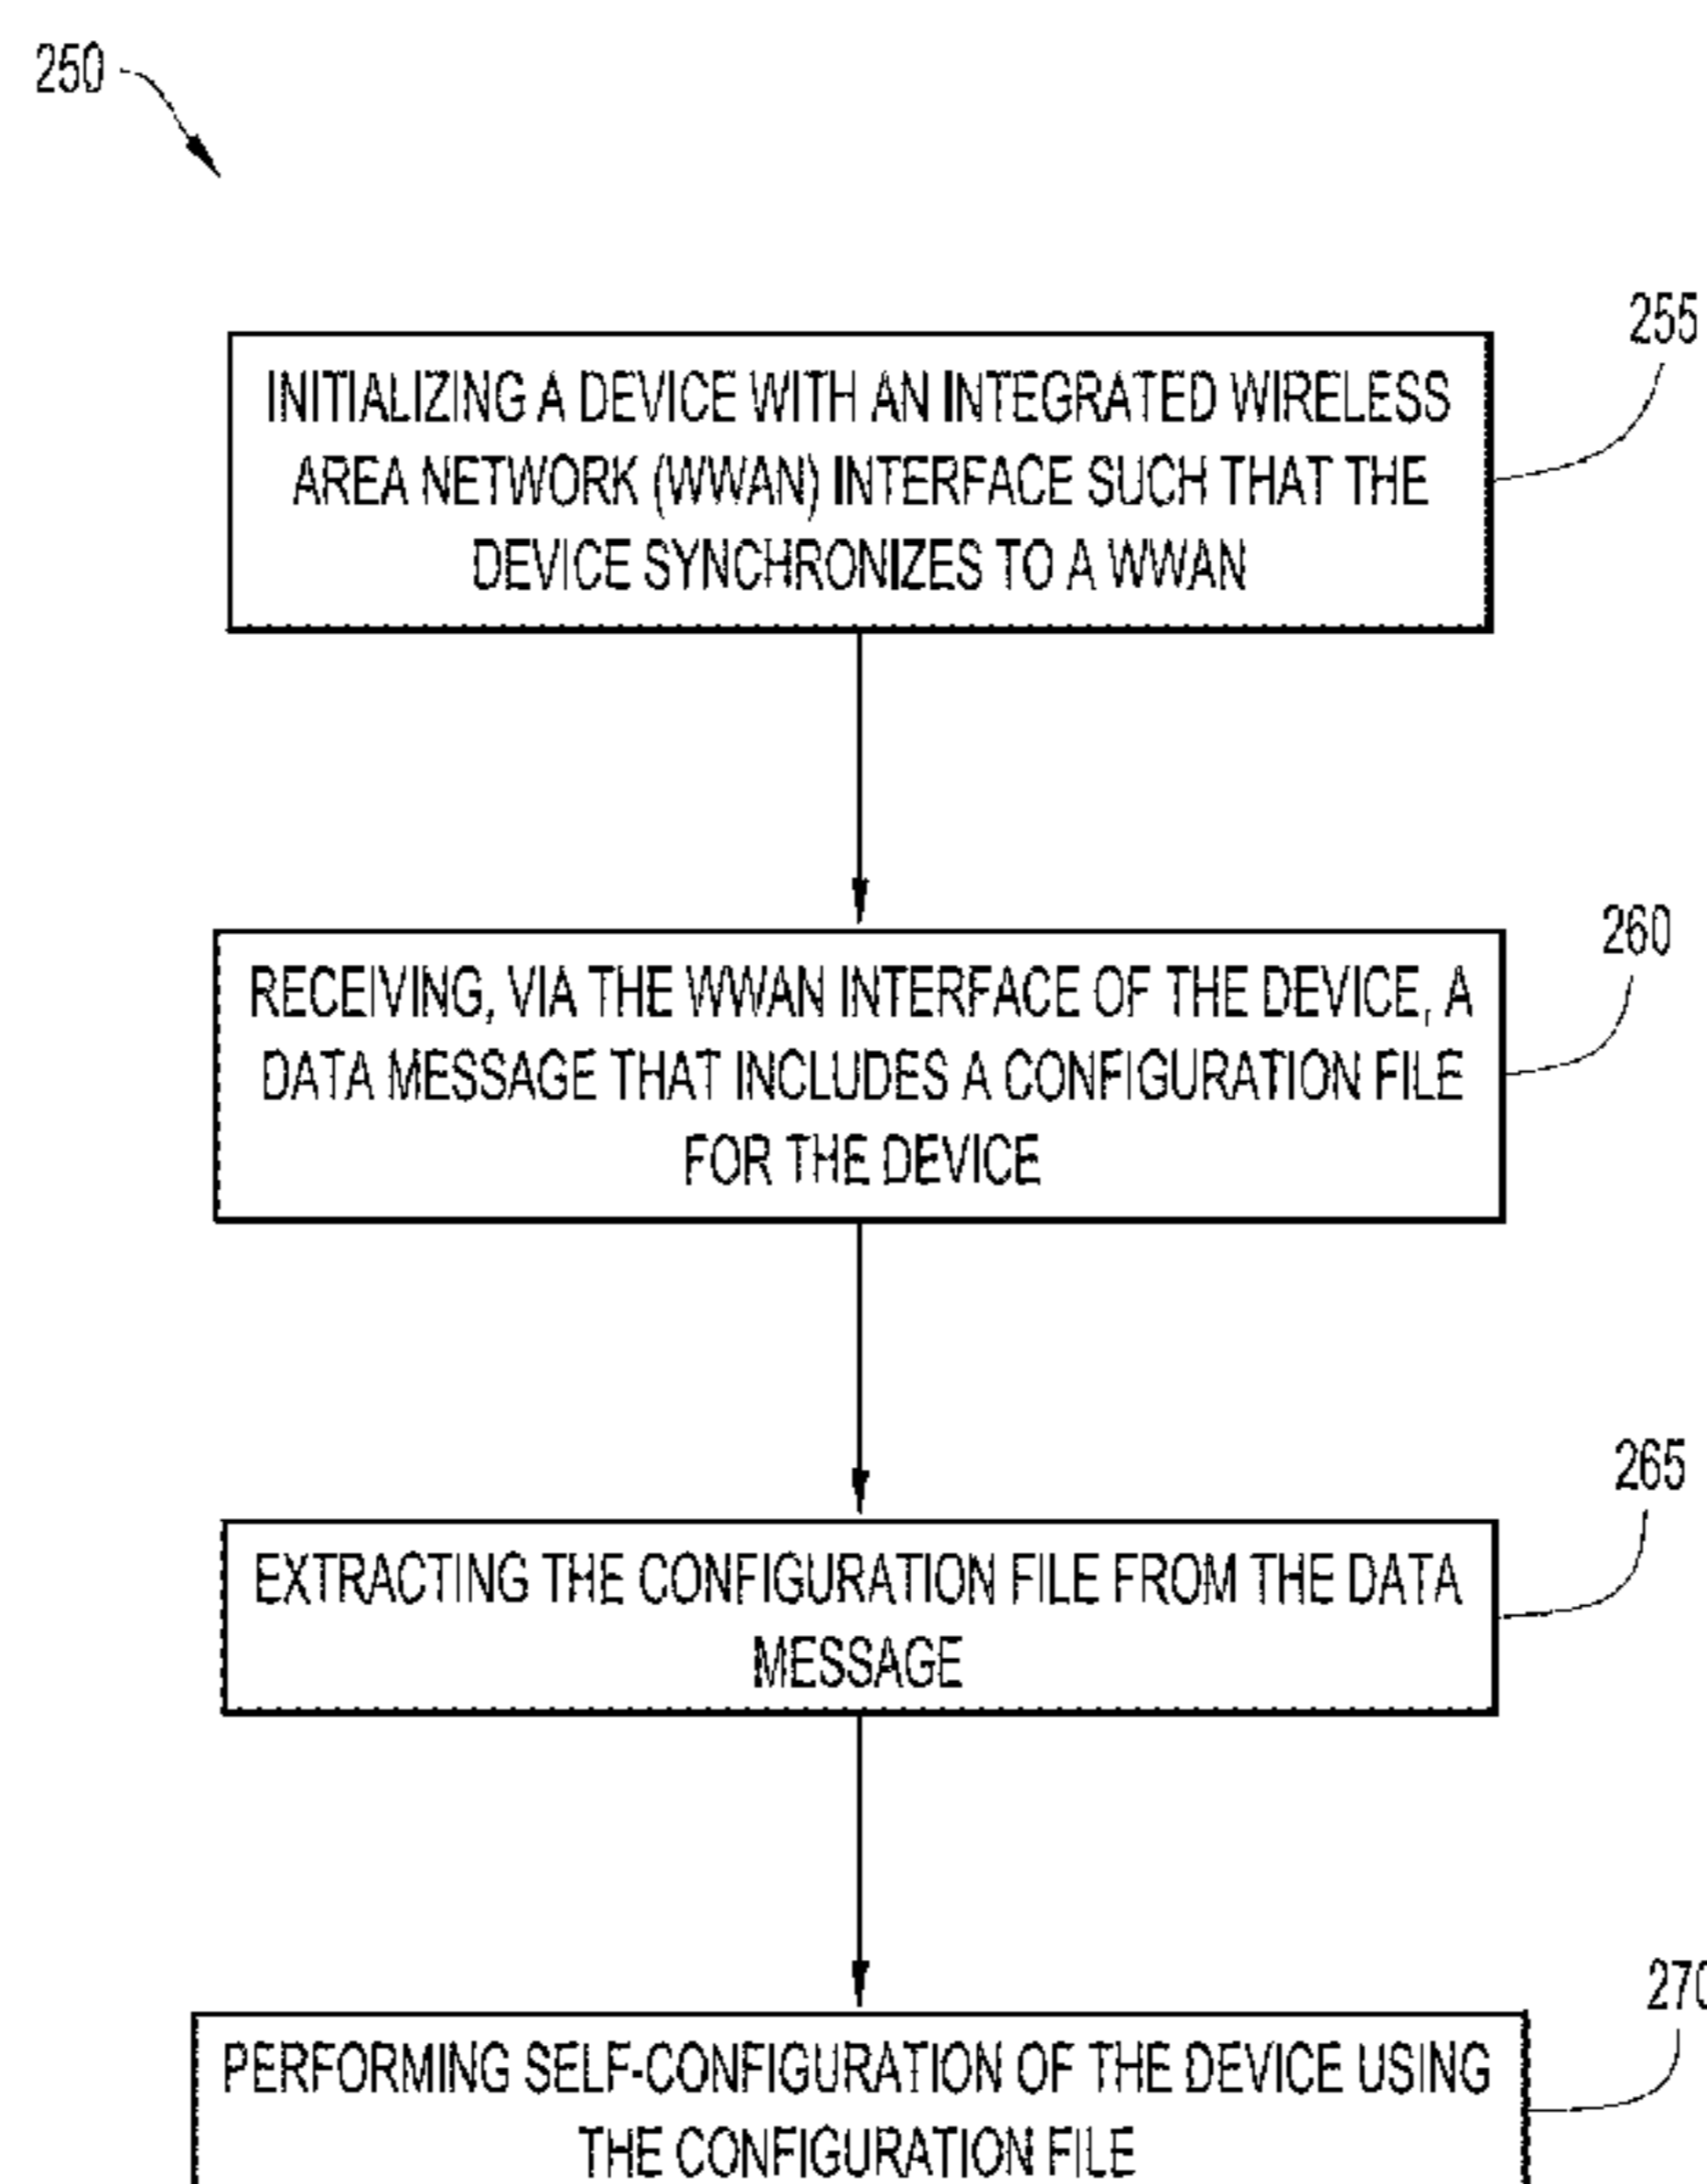 250
255
INITIALIZING A DEVICE WITH AN INTEGRATED WIRELESS
AREA NETWORK (WWAN) INTERFACE SUCH THAT THE
DEVICE SYNCHRONIZES TO A WWAN
260
RECEIVING, VIA THE WWAN INTERFACE OF THE DEVICE, A
DATA MESSAGE THAT INCLUDES A CONFIGURATION FILE
FOR THE DEVICE
265
EXTRACTING THE CONFIGURATION FILE FROM THE DATA
MESSAGE
270
PERFORMING SELF-CONFIGURATION OF THE DEVICE USING
THE CONFIGURATION FILE